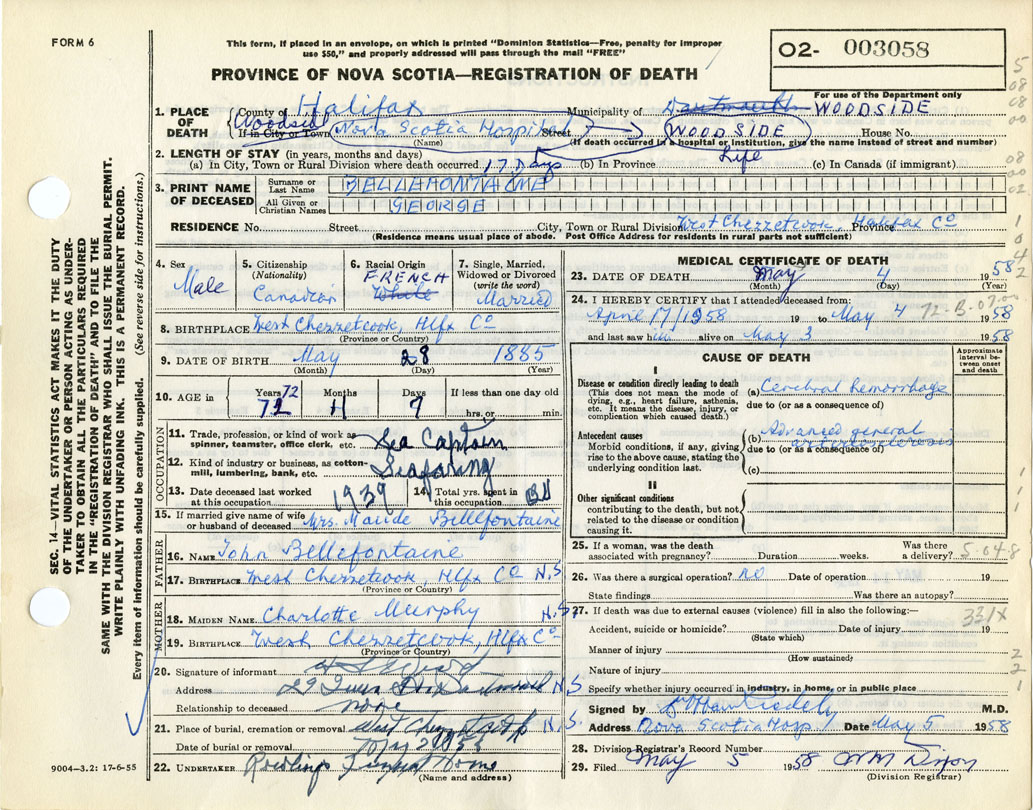 FORM 6
This form, if placed in an envelope, on which is printed "Dominion Statistics—Free, penalty for improper
use $50," and properly addressed will pass through the mail "FREE"
O2- 003058
PROVINCE OF NOVA SCOTIA—REGISTRATION OF DEATH
For use of the Department only
1. PLACE OF DEATH
County of Halifax Municipality of Dartmouth WOODSIDE
Woodside
If in City or Town Nova Scotia Hospital Street WOODSIDE House No.
(Name) (If death occurred in a hospital or institution, give the name instead of street and number)
2. LENGTH OF STAY (in years, months and days)
(a) In City, Town or Rural Division where death occurred 17 Days (b) In Province Life (c) In Canada (if immigrant)
3. PRINT NAME OF DECEASED
Surname or Last Name
All Given or Christian Names GEORGE
RESIDENCE No. Street City, Town or Rural Division West Chezzetcook, Halifax Co Province
(Residence means usual place of abode. Post Office Address for residents in rural parts not sufficient)
4. Sex Male
5. Citizenship (Nationality) Canadian
6. Racial Origin FRENCH White
7. Single, Married, Widowed or Divorced (write the word) Married
8. BIRTHPLACE West Chezzetcook, Hlfx Co
(Province or Country)
9. DATE OF BIRTH May 28 1885
(Month) (Day) (Year)
10. AGE in Years 72 72 Months 11 Days If less than one day old hrs. or min.
OCCUPATION
11. Trade, profession, or kind of work as spinner, teamster, office clerk, etc. Sea Captain
12. Kind of industry or business, as cotton-mill, lumbering, bank, etc. Seafaring
13. Date deceased last worked at this occupation 1939
14. Total yrs. spent in this occupation
15. If married give name of wife or husband of deceased Mrs. Maude Bellefontaine
FATHER
16. NAME John Bellefontaine
17. BIRTHPLACE West Chezzetcook, Hlfx Co N.S
(Province or Country)
MOTHER
18. MAIDEN NAME Charlotte Murphy N.S
19. BIRTHPLACE West Chezzetcook, Hlfx Co
(Province or Country)
20. Signature of informant
Address 29 N.S
Relationship to deceased none
21. Place of burial, cremation or removal West Chezzetcook N.S.
Date of burial or removal
22. UNDERTAKER Funeral Home
(Name and address)
MEDICAL CERTIFICATE OF DEATH
23. DATE OF DEATH May 4 1958
(Month) (Day) (Year)
24. I HEREBY CERTIFY that I attended deceased from:
April 17/1958 19 to May 4 1958
and last saw him alive on May 3 1958
CAUSE OF DEATH
Approximate interval between onset and death
I
Disease or condition directly leading to death
(This does not mean the mode of dying, e.g., heart failure, asthenia, etc. It means the disease, injury, or complication which caused death.)
(a) Cerebral hemorrhage
due to (or as a consequence of)
Antecedent causes
Morbid conditions, if any, giving rise to the above cause, stating the underlying condition last.
(b) Advanced general arteriosclerosis
due to (or as a consequence of)
(c)
II
Other significant conditions
contributing to the death, but not related to the disease or condition causing it.
25. If a woman, was the death associated with pregnancy? Duration weeks. Was there a delivery?
26. Was there a surgical operation? no Date of operation 19
State findings Was there an autopsy?
27. If death was due to external causes (violence) fill in also the following:— 331X
Accident, suicide or homicide? Date of injury 19
(State which)
Manner of injury
(How sustained)
Nature of injury
Specify whether injury occurred in industry, in home, or in public place
Signed by M.D.
Address Nova Scotia Hosp. Date May 5 1958
28. Division Registrar's Record Number
29. Filed May 5 1958
(Division Registrar)
SEC. 14—VITAL STATISTICS ACT MAKES IT THE DUTY
OF THE UNDERTAKER OR PERSON ACTING AS UNDER-
TAKER TO OBTAIN ALL THE PARTICULARS REQUIRED
IN THE "REGISTRATION OF DEATH" AND TO FILE THE
SAME WITH THE DIVISION REGISTRAR WHO SHALL ISSUE THE BURIAL PERMIT.
WRITE PLAINLY WITH UNFADING INK. THIS IS A PERMANENT RECORD.
Every item of information should be carefully supplied. (See reverse side for instructions.)
9004—3.2: 17-6-55